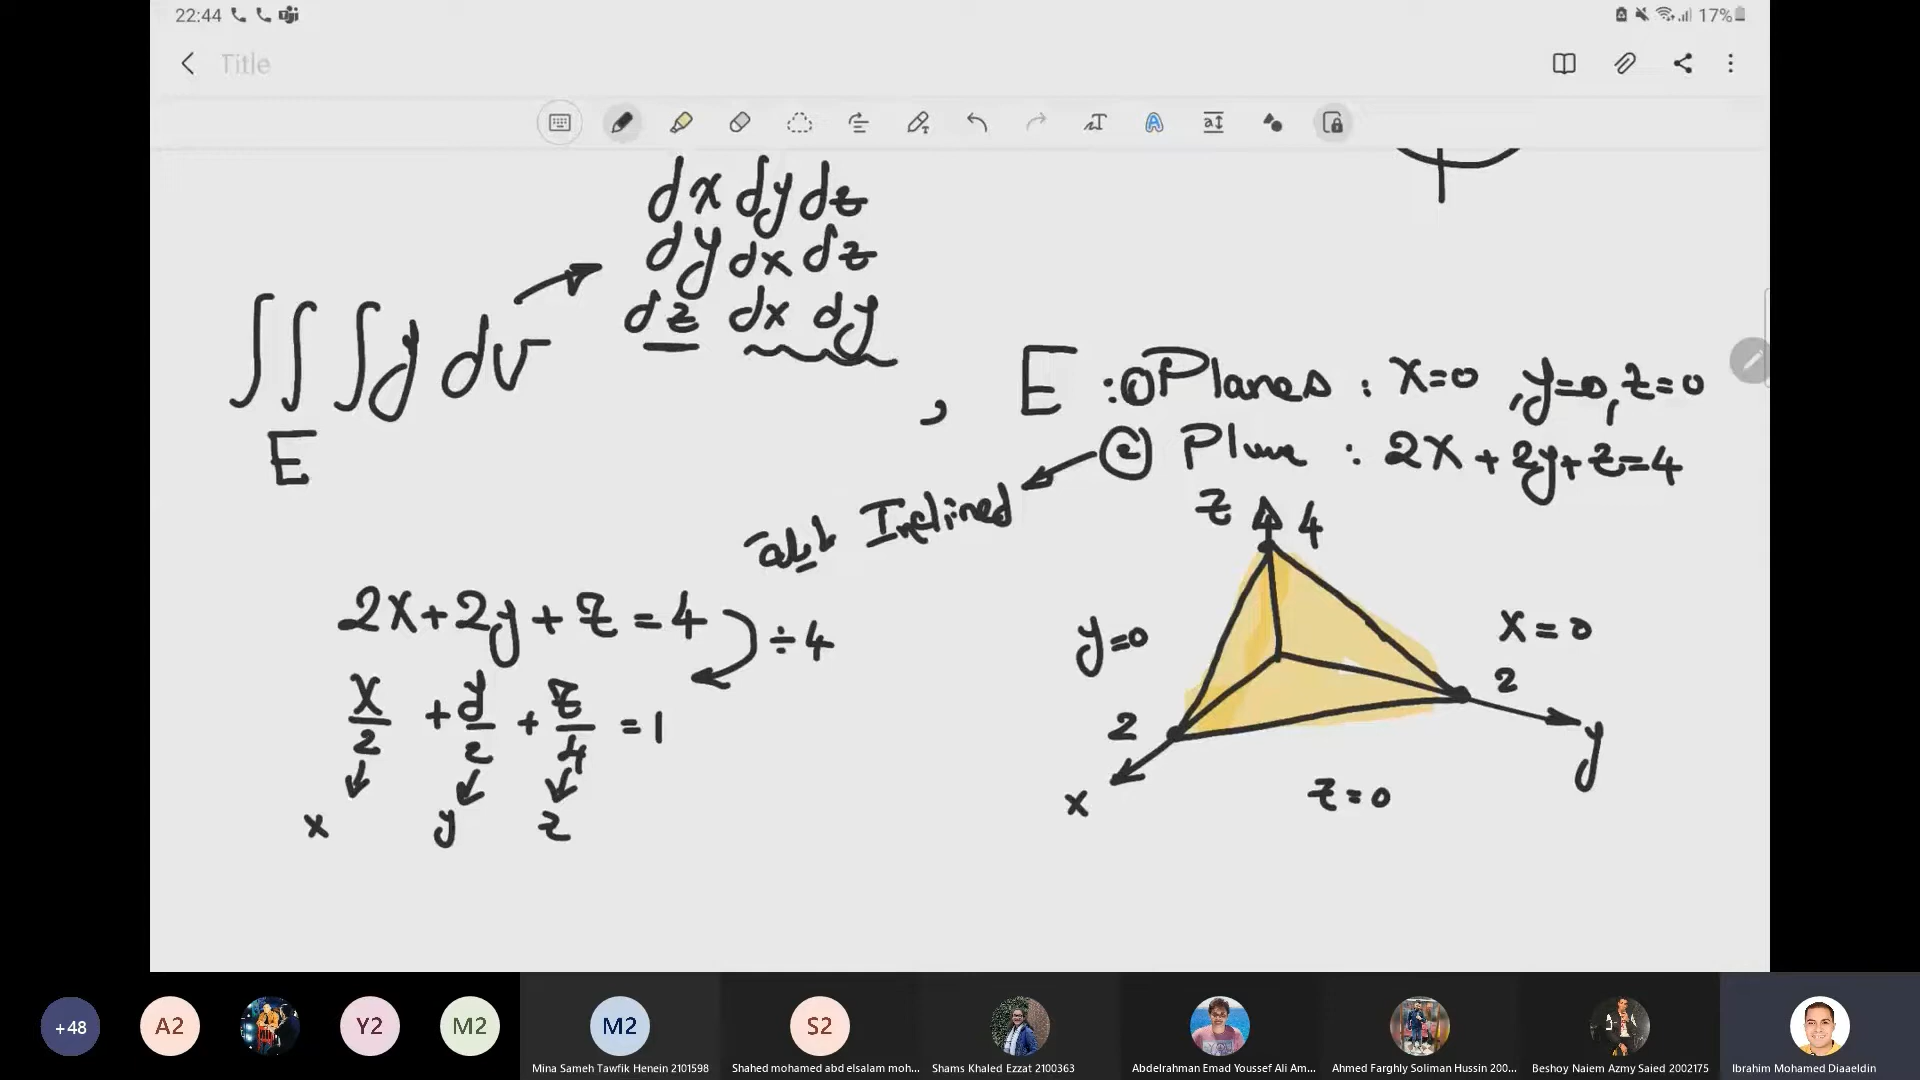 22:44
17%
Title
dx dy dz
dy dx dz
dz dx dy
∭ y dv
E
, E : ① Planes : x=0 , y=0, z=0
② Plane : 2x + 2y + z = 4
Inclined
z 4
2x + 2y + z = 4 ÷4
y=0
x = 0
2
x/2 + y/2 + z/4 = 1
2
y
x y z
x
z = 0
+48
A2
Y2
M2
M2
S2
Mina Sameh Tawfik Henein 2101598
Shahed mohamed abd elsalam moh...
Shams Khaled Ezzat 2100363
Abdelrahman Emad Youssef Ali Am...
Ahmed Farghly Soliman Hussin 200...
Beshoy Naiem Azmy Saied 2002175
Ibrahim Mohamed Diaaeldin